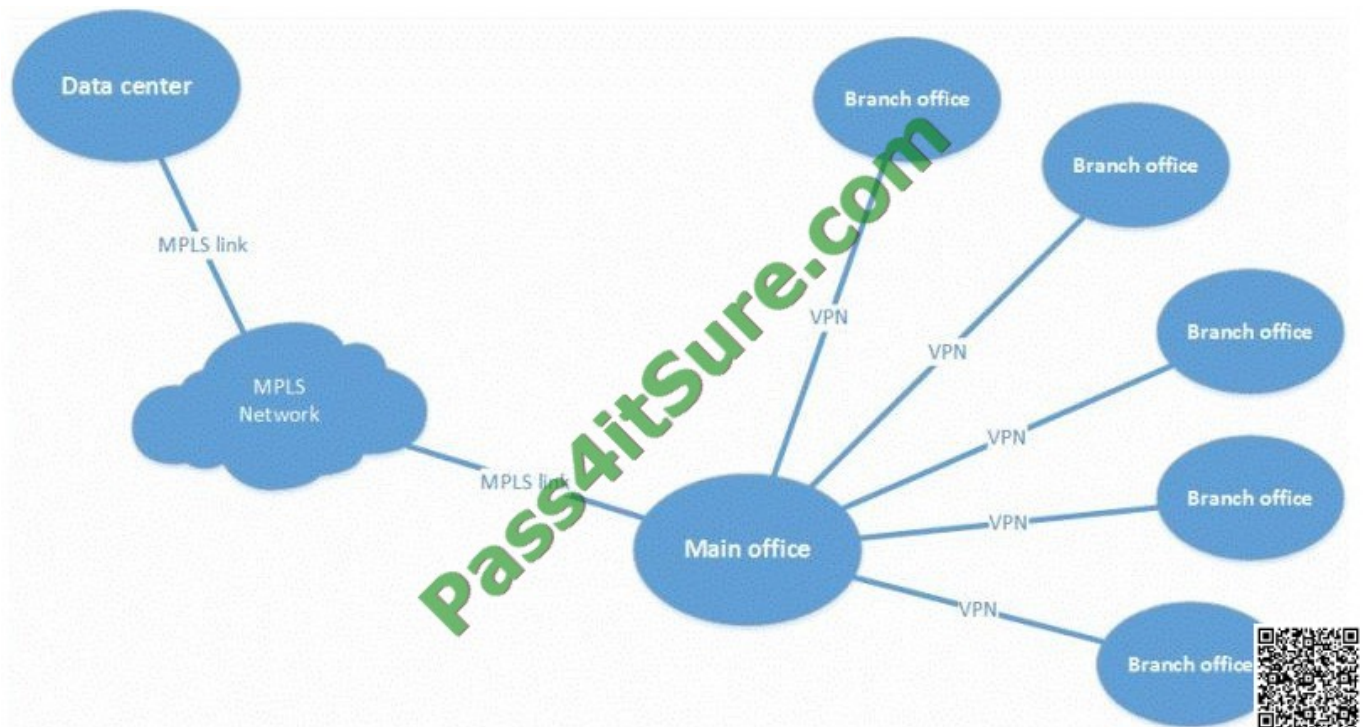 Data center
Branch office
Branch office
MPLS link
VPN
Branch office
VPN
MPLS
Network
VPN
MPLS link
Branch office
VPN
Main office
VPN
Branch office
Pass4itSure.com